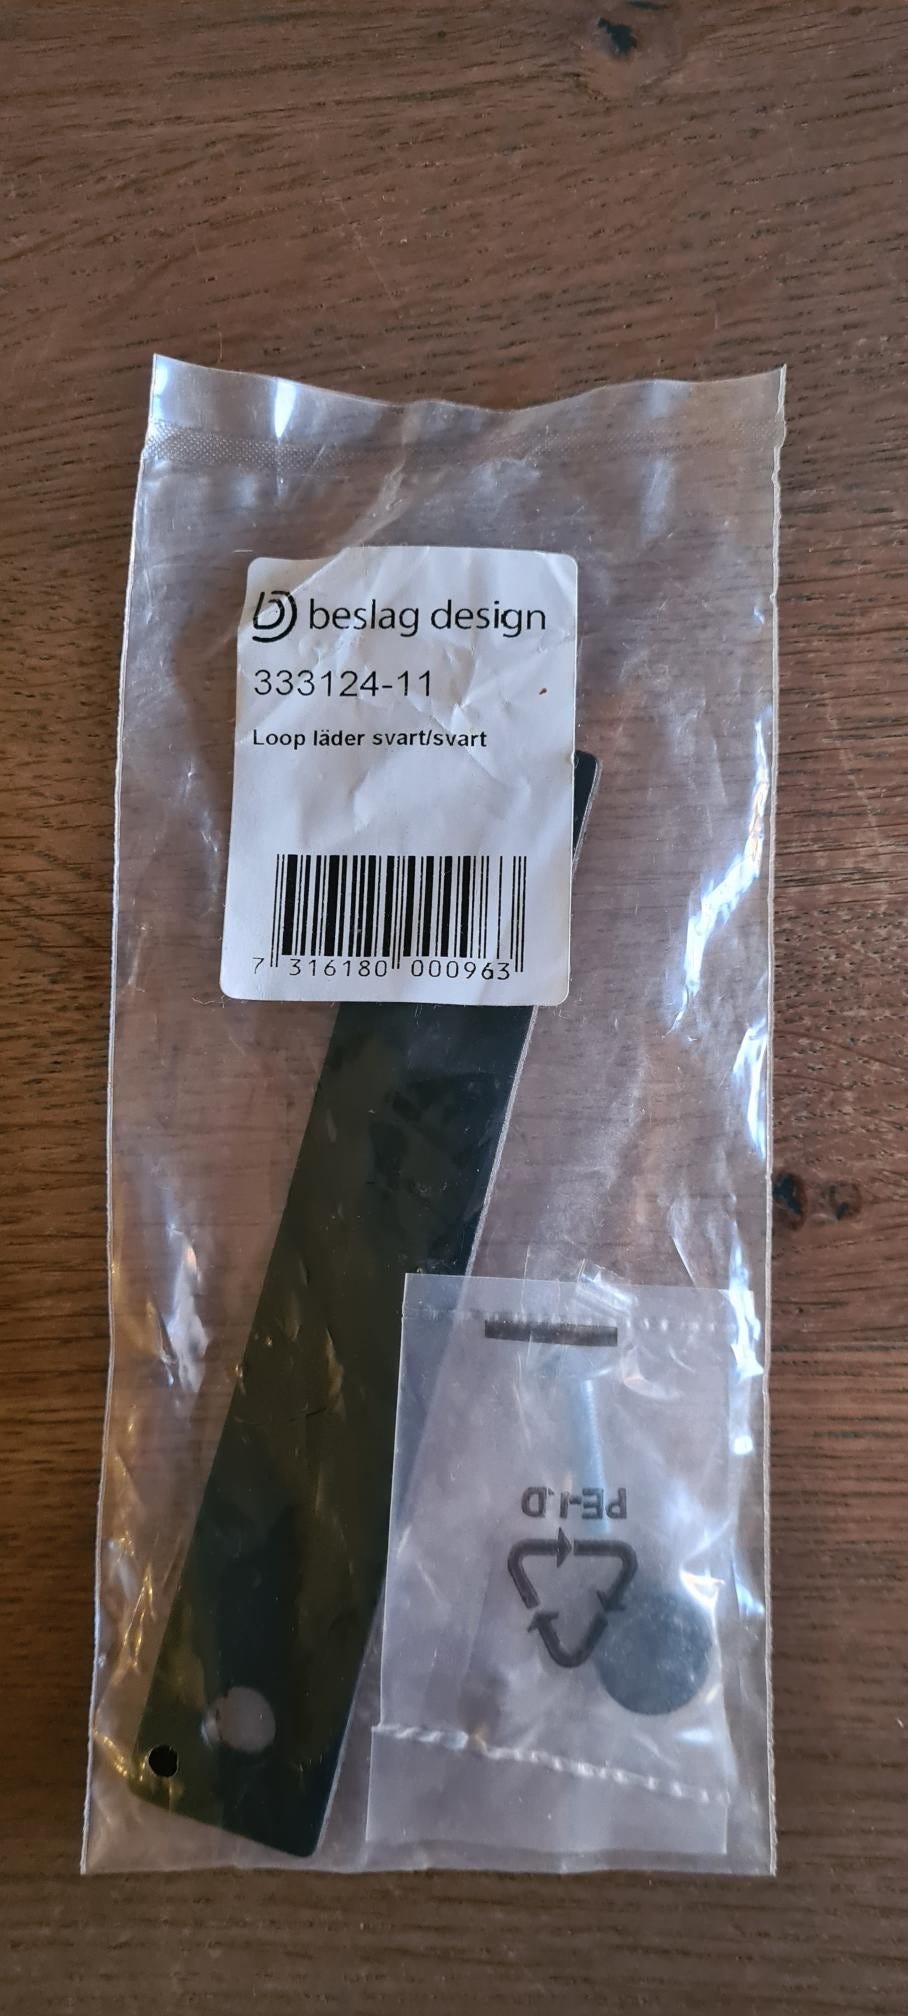 beslag design
333124-11
Loop läder svart/svart
7 316180 000963
PE-LD